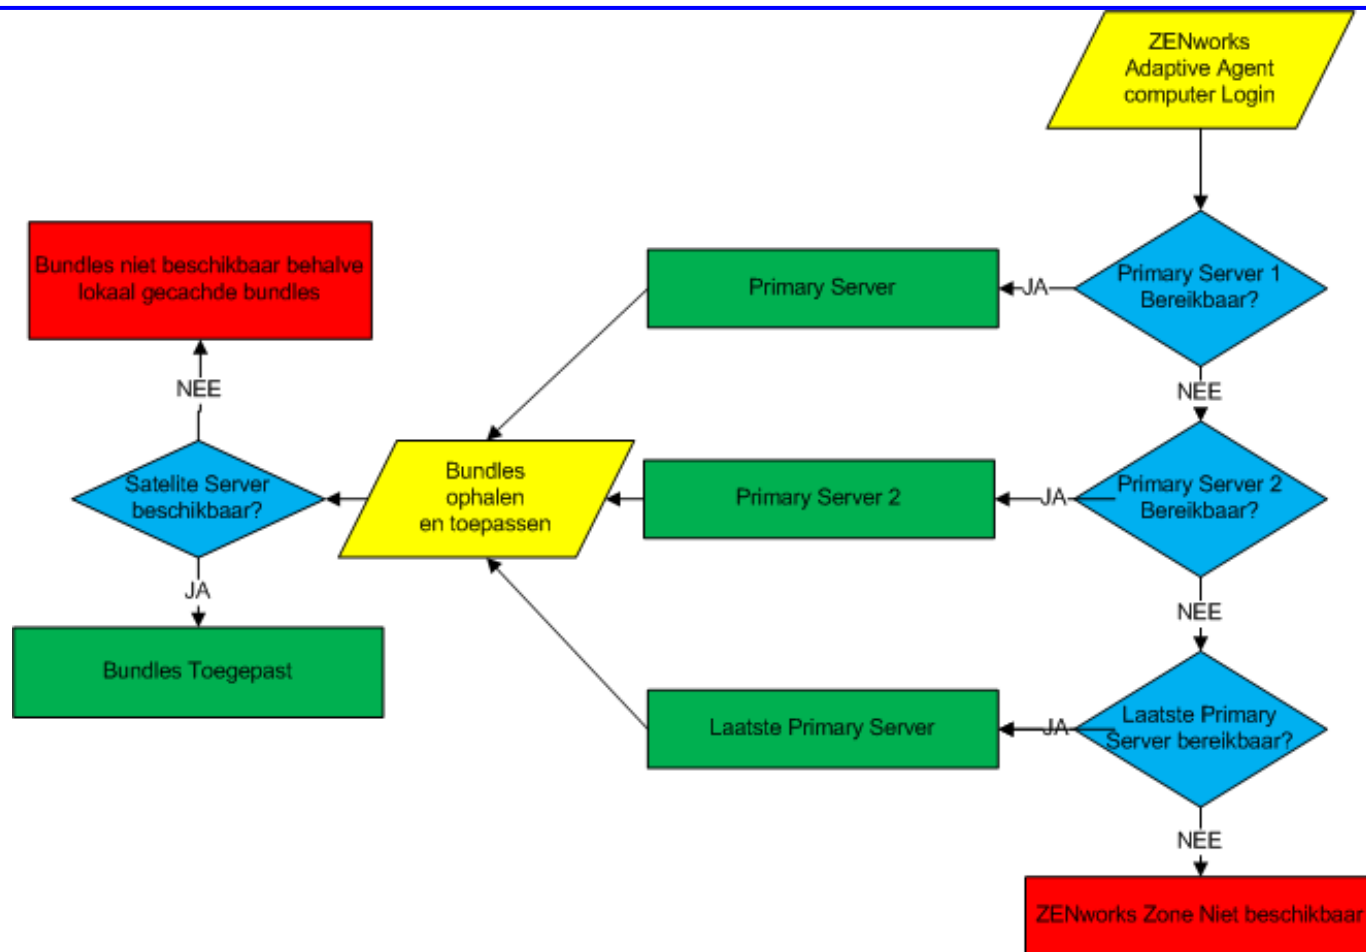 ZENworks
Adaptive Agent
computer Login
Bundles niet beschikbaar behalve
lokaal gecachde bundles
Primary Server
JA
Primary Server 1
Bereikbaar?
NEE
NEE
Satelite Server
beschikbaar?
Bundles
ophalen
en toepassen
Primary Server 2
JA
Primary Server 2
Bereikbaar?
JA
NEE
Bundles Toegepast
Laatste Primary Server
JA
Laatste Primary
Server bereikbaar?
NEE
ZENworks Zone Niet beschikbaar